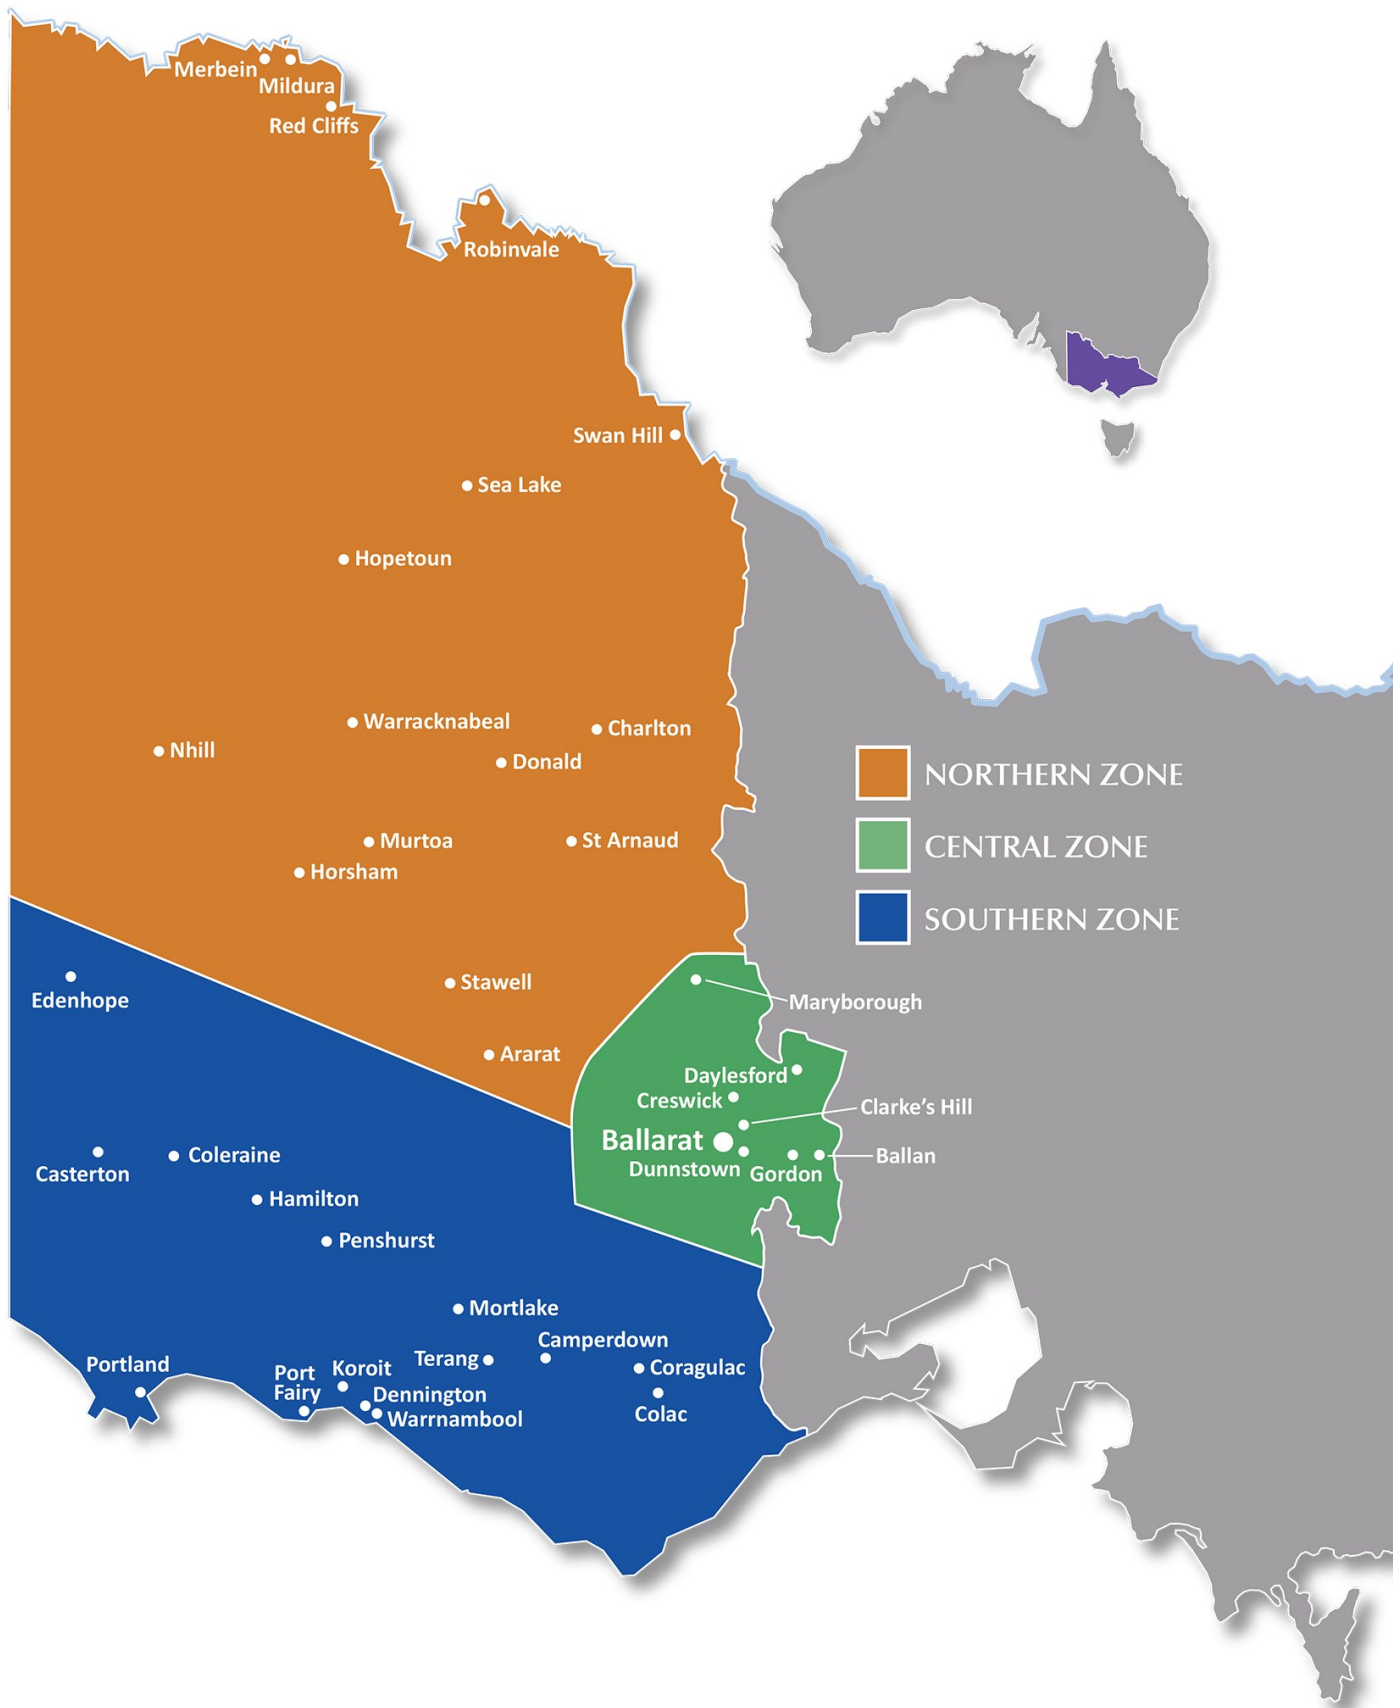 Merbein
Mildura
Red Cliffs
Robinvale
Swan Hill
Sea Lake
Hopetoun
Warracknabeal
Charlton
Nhill
Donald
NORTHERN ZONE
Murtoa
St Arnaud
CENTRAL ZONE
Horsham
SOUTHERN ZONE
Stawell
Edenhope
Maryborough
Ararat
Daylesford
Creswick
Clarke’s Hill
Ballarat
Dunnstown
Gordon
Ballan
Coleraine
Casterton
Hamilton
Penshurst
Mortlake
Camperdown
Terang
Coragulac
Portland
Port
Fairy
Koroit
Dennington
Warrnambool
Colac